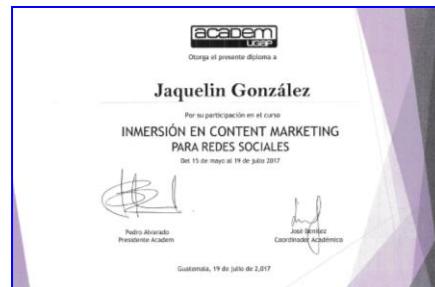 academ
UGAP
Otorga el presente diploma a
Jaquelin González
Por su participación en el curso
INMERSIÓN EN CONTENT MARKETING
PARA REDES SOCIALES
Del 15 de mayo al 19 de julio 2017
Pedro Alvarado
Presidente Academ
José Benítez
Coordinador Académico
Guatemala, 19 de julio de 2,017